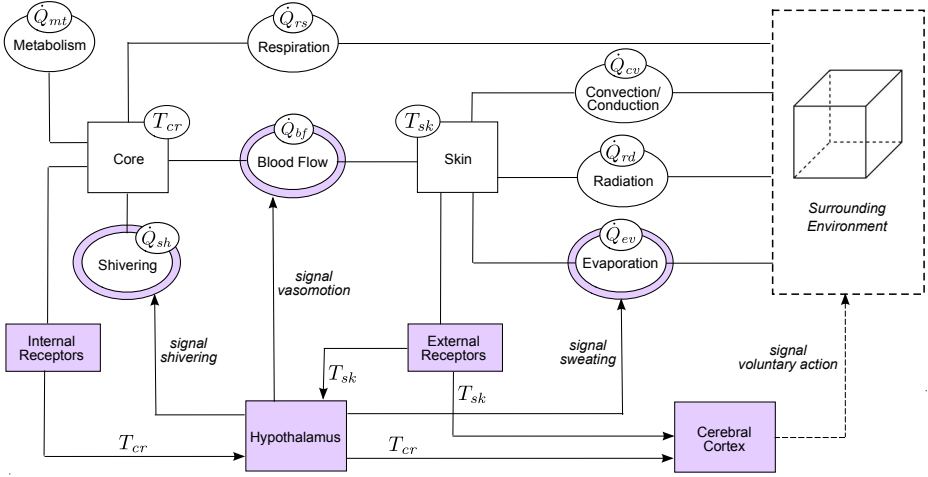 Q̇mt
Metabolism
Q̇rs
Respiration
Q̇cv
Convection/
Conduction
Tcr
Core
Q̇bf
Blood Flow
Tsk
Skin
Q̇rd
Radiation
Surrounding
Environment
Q̇sh
Shivering
Q̇ev
Evaporation
signal
vasomotion
Internal
Receptors
signal
shivering
External
Receptors
signal
sweating
signal
voluntary action
Tsk
Tsk
Hypothalamus
Cerebral
Cortex
Tcr
Tcr